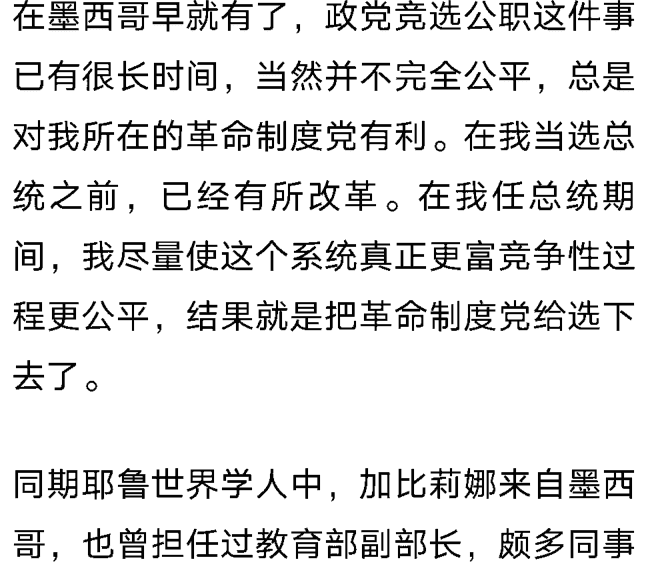 在墨西哥早就有了，政党竞选公职这件事
已有很长时间，当然并不完全公平，总是
对我所在的革命制度党有利。在我当选总
统之前，已经有所改革。在我任总统期
间，我尽量使这个系统真正更富竞争性过
程更公平，结果就是把革命制度党给选下
去了。
同期耶鲁世界学人中，加比莉娜来自墨西
哥，也曾担任过教育部副部长，颇多同事